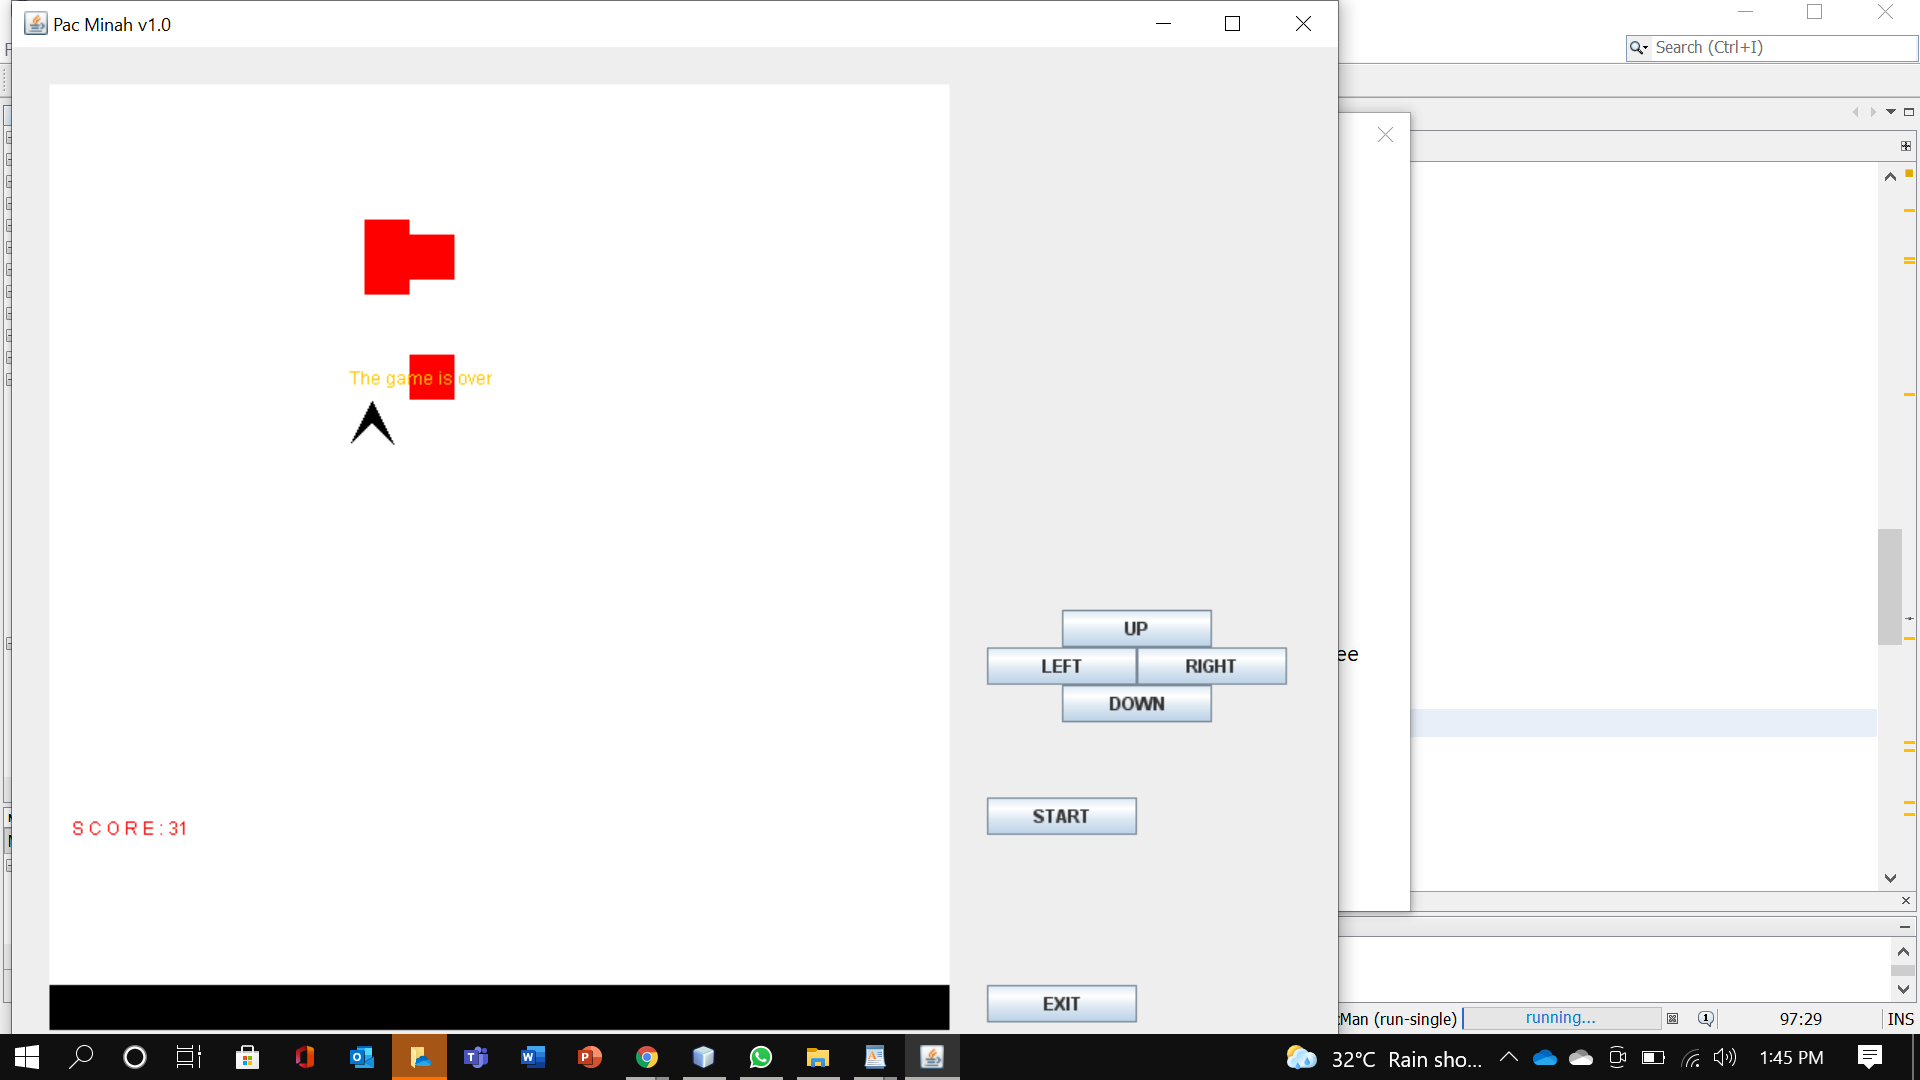 Pac Minah v1.0
Search (Ctrl+I)
The game is over
UP
LEFT RIGHT
ee
DOWN
START
S C O R E : 31
EXIT
Man (run-single) running... 97:29 INS
32°C Rain sho... 1:45 PM